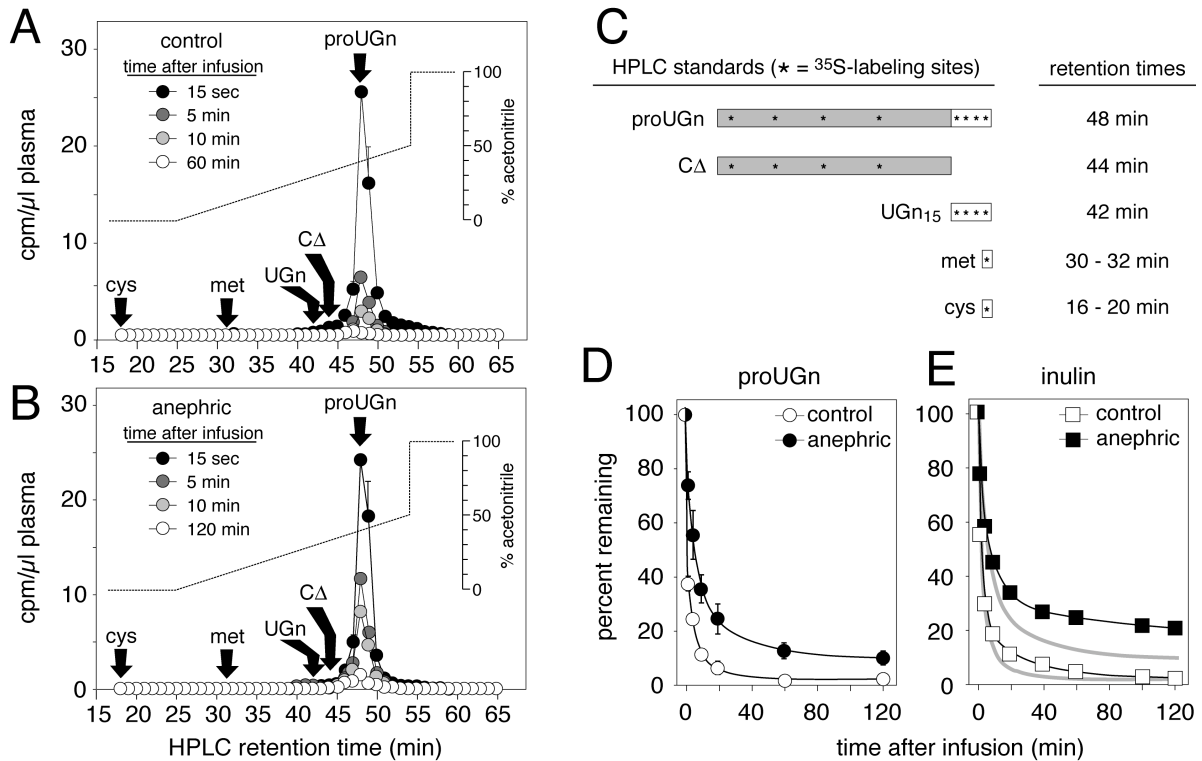 A
control
time after infusion
15 sec
5 min
10 min
60 min
proUGn
CΔ
UGn
met
cys
cpm/µl plasma
30
20
10
0
100
50
0
% acetonitrile
15 20 25 30 35 40 45 50 55 60 65
B
anephric
time after infusion
15 sec
5 min
10 min
120 min
proUGn
CΔ
UGn
met
cys
cpm/µl plasma
30
20
10
0
100
50
0
% acetonitrile
15 20 25 30 35 40 45 50 55 60 65
HPLC retention time (min)
C
HPLC standards (* = ³⁵S-labeling sites) retention times
proUGn * * * * * * * * 48 min
CΔ * * * * 44 min
UGn₁₅ * * * * 42 min
met * 30 - 32 min
cys * 16 - 20 min
D
proUGn
control
anephric
percent remaining
100
80
60
40
20
0
0 40 80 120
E
inulin
control
anephric
100
80
60
40
20
0
0 40 80 120
time after infusion (min)